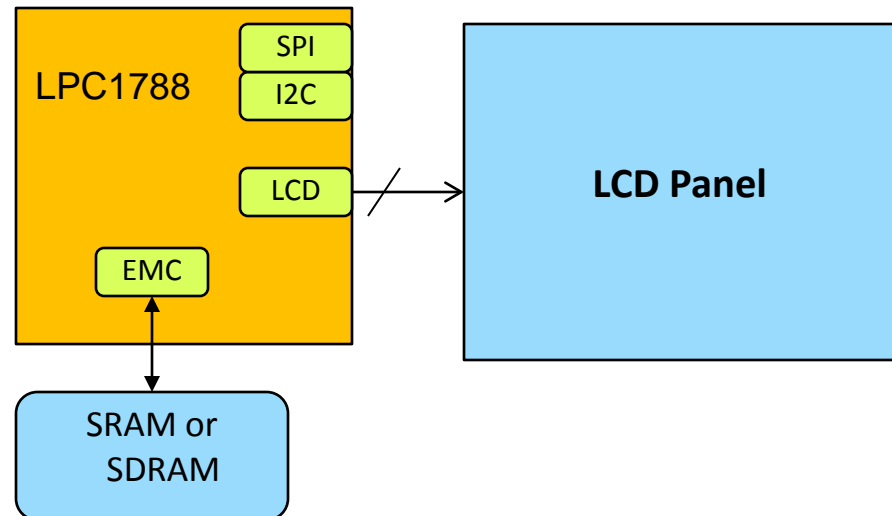 SPI
LPC1788
I2C
LCD
LCD Panel
EMC
SRAM or
SDRAM